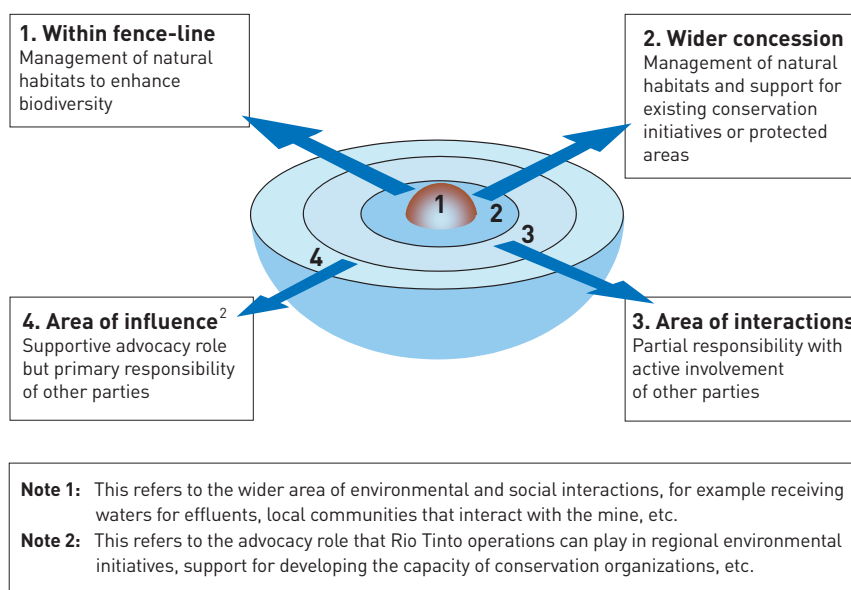 1. Within fence-line
Management of natural
habitats to enhance
biodiversity
2. Wider concession
Management of natural
habitats and support for
existing conservation
initiatives or protected
areas
1
2
3
4
4. Area of influence2
Supportive advocacy role
but primary responsibility
of other parties
3. Area of interactions
Partial responsibility with
active involvement
of other parties
Note 1: This refers to the wider area of environmental and social interactions, for example receiving
waters for effluents, local communities that interact with the mine, etc.
Note 2: This refers to the advocacy role that Rio Tinto operations can play in regional environmental
initiatives, support for developing the capacity of conservation organizations, etc.